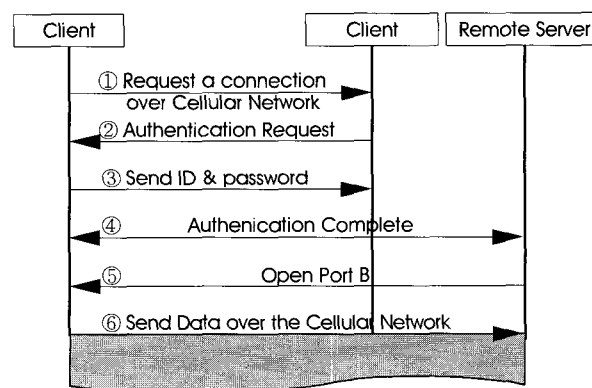 Client
Client
Remote Server
① Request a connection
over Cellular Network
② Authentication Request
③ Send ID & password
④ Authenication Complete
⑤ Open Port B
⑥ Send Data over the Cellular Network